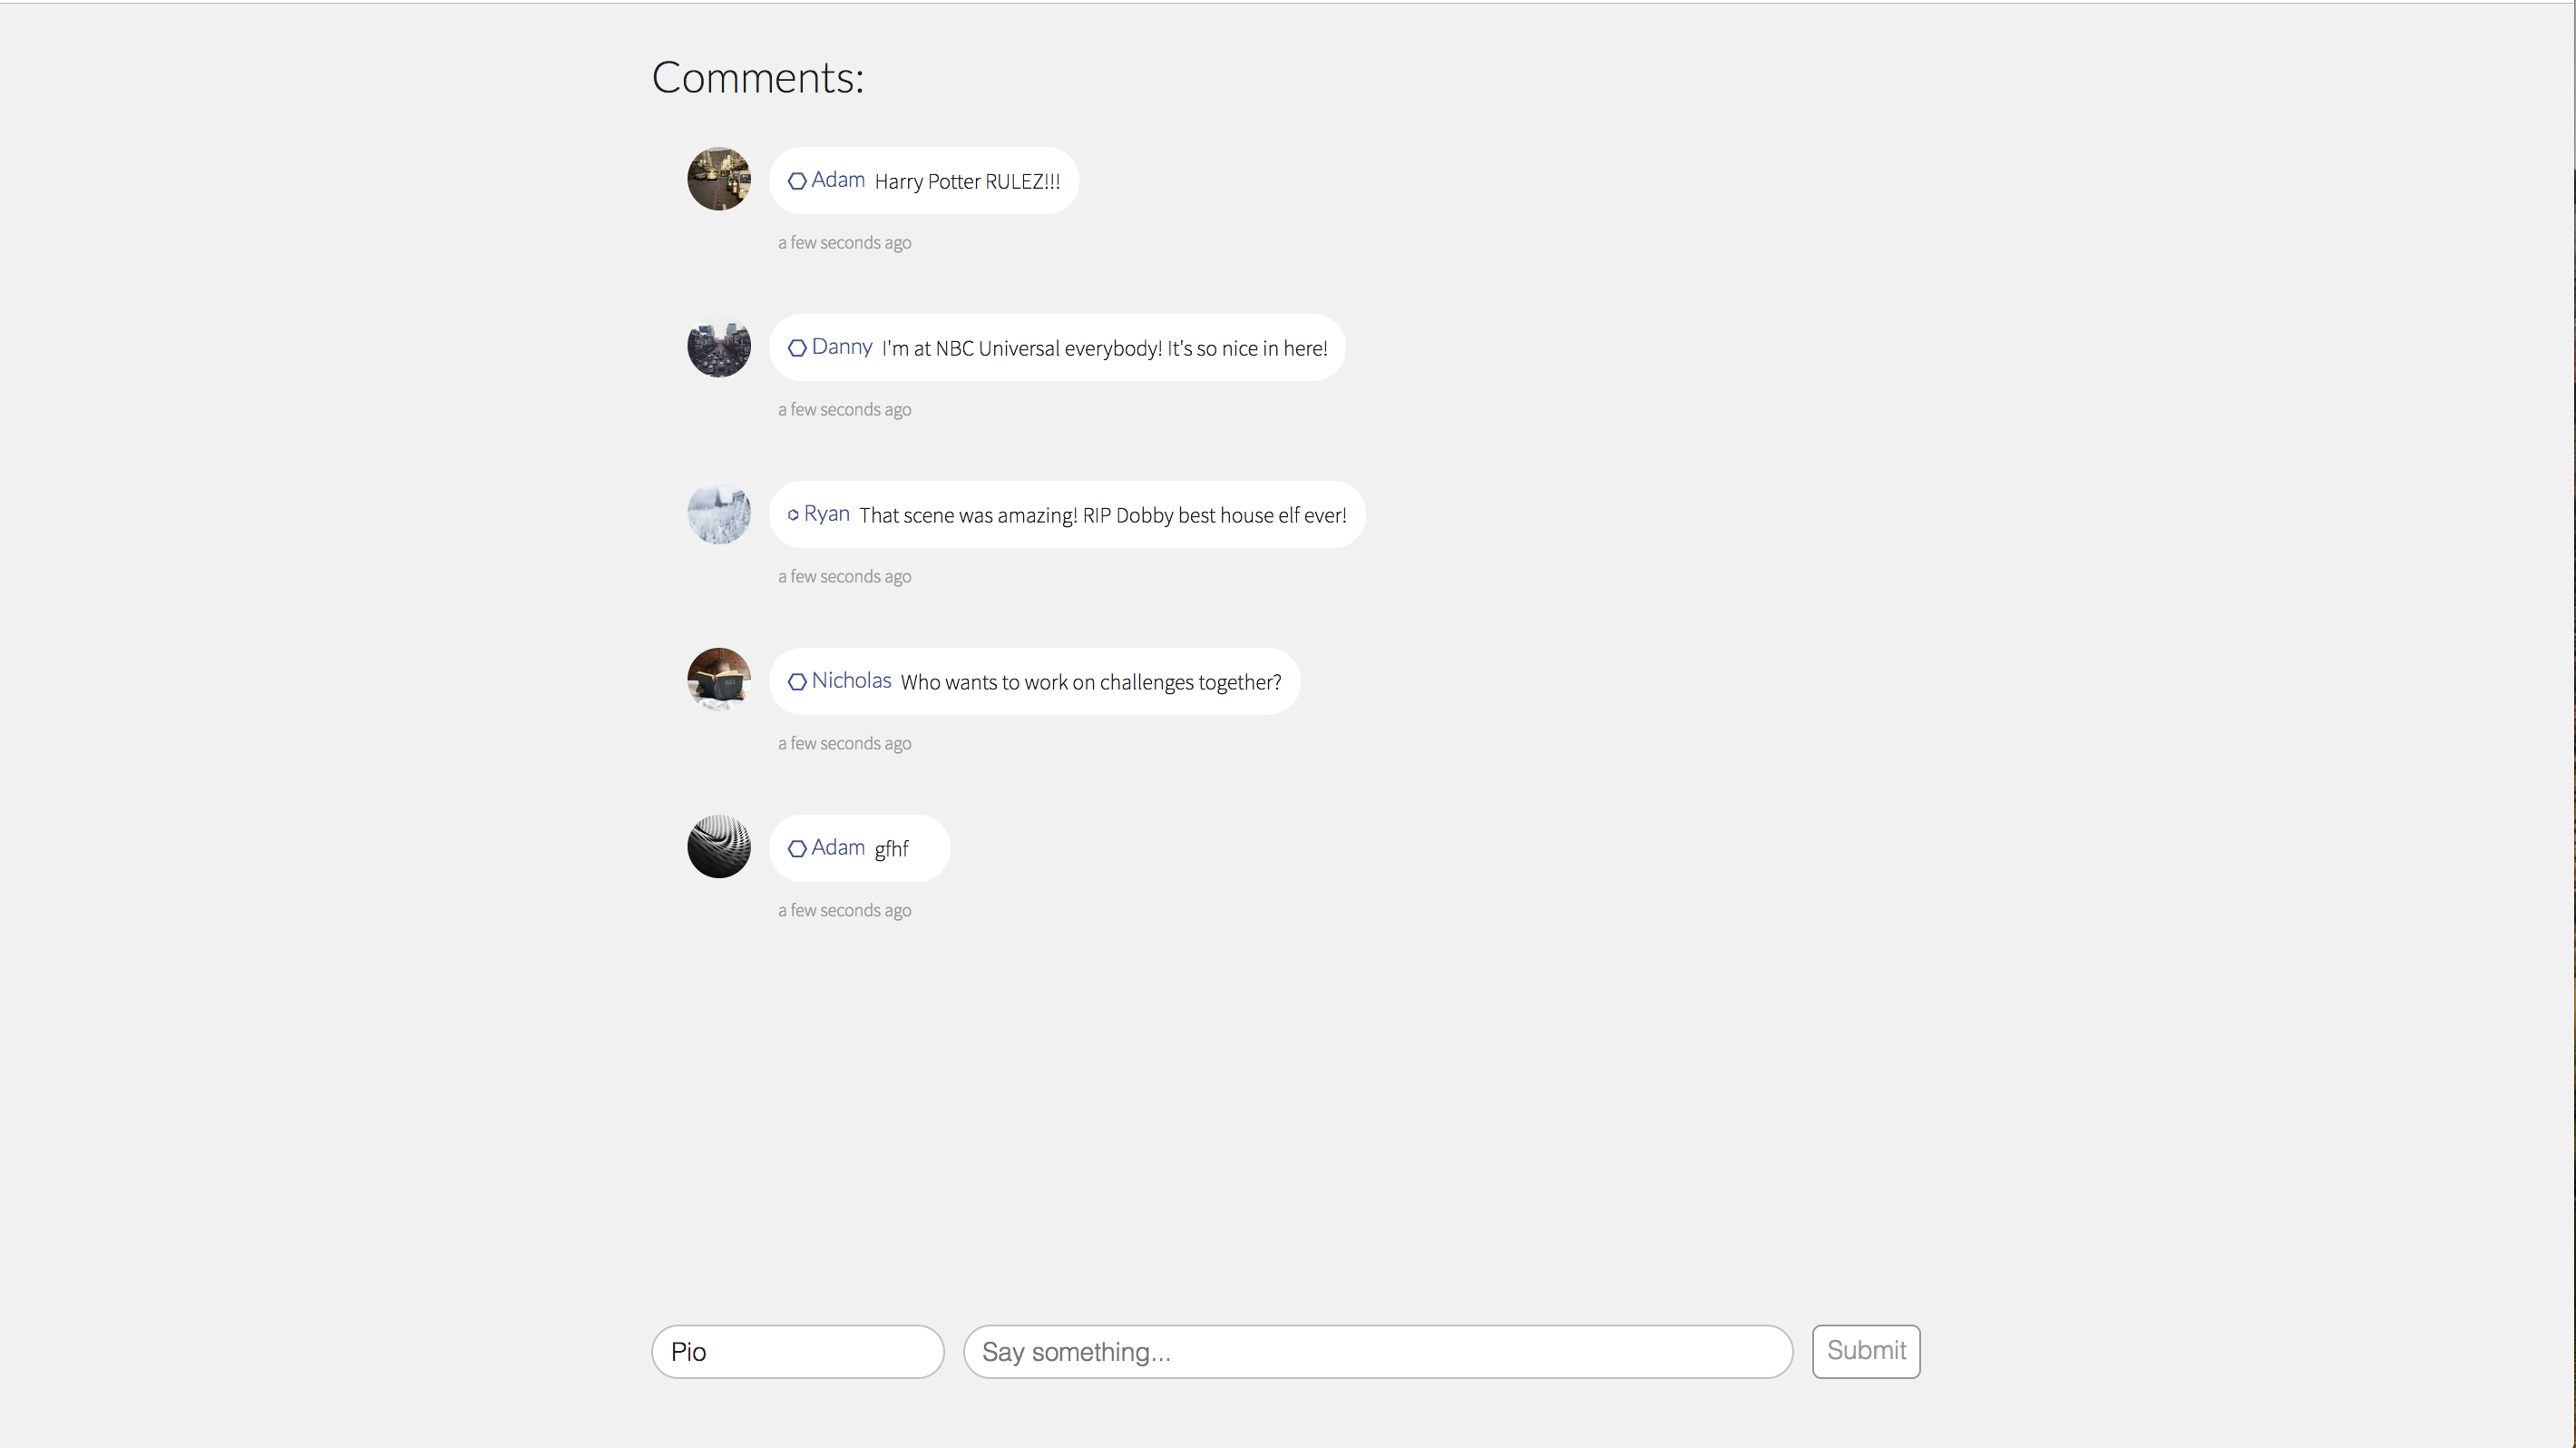 Comments:
Adam Harry Potter RULEZ!!!
a few seconds ago
Danny I'm at NBC Universal everybody! It's so nice in here!
a few seconds ago
Ryan That scene was amazing! RIP Dobby best house elf ever!
a few seconds ago
Nicholas Who wants to work on challenges together?
a few seconds ago
Adam gfhf
a few seconds ago
Pio Say something... Submit